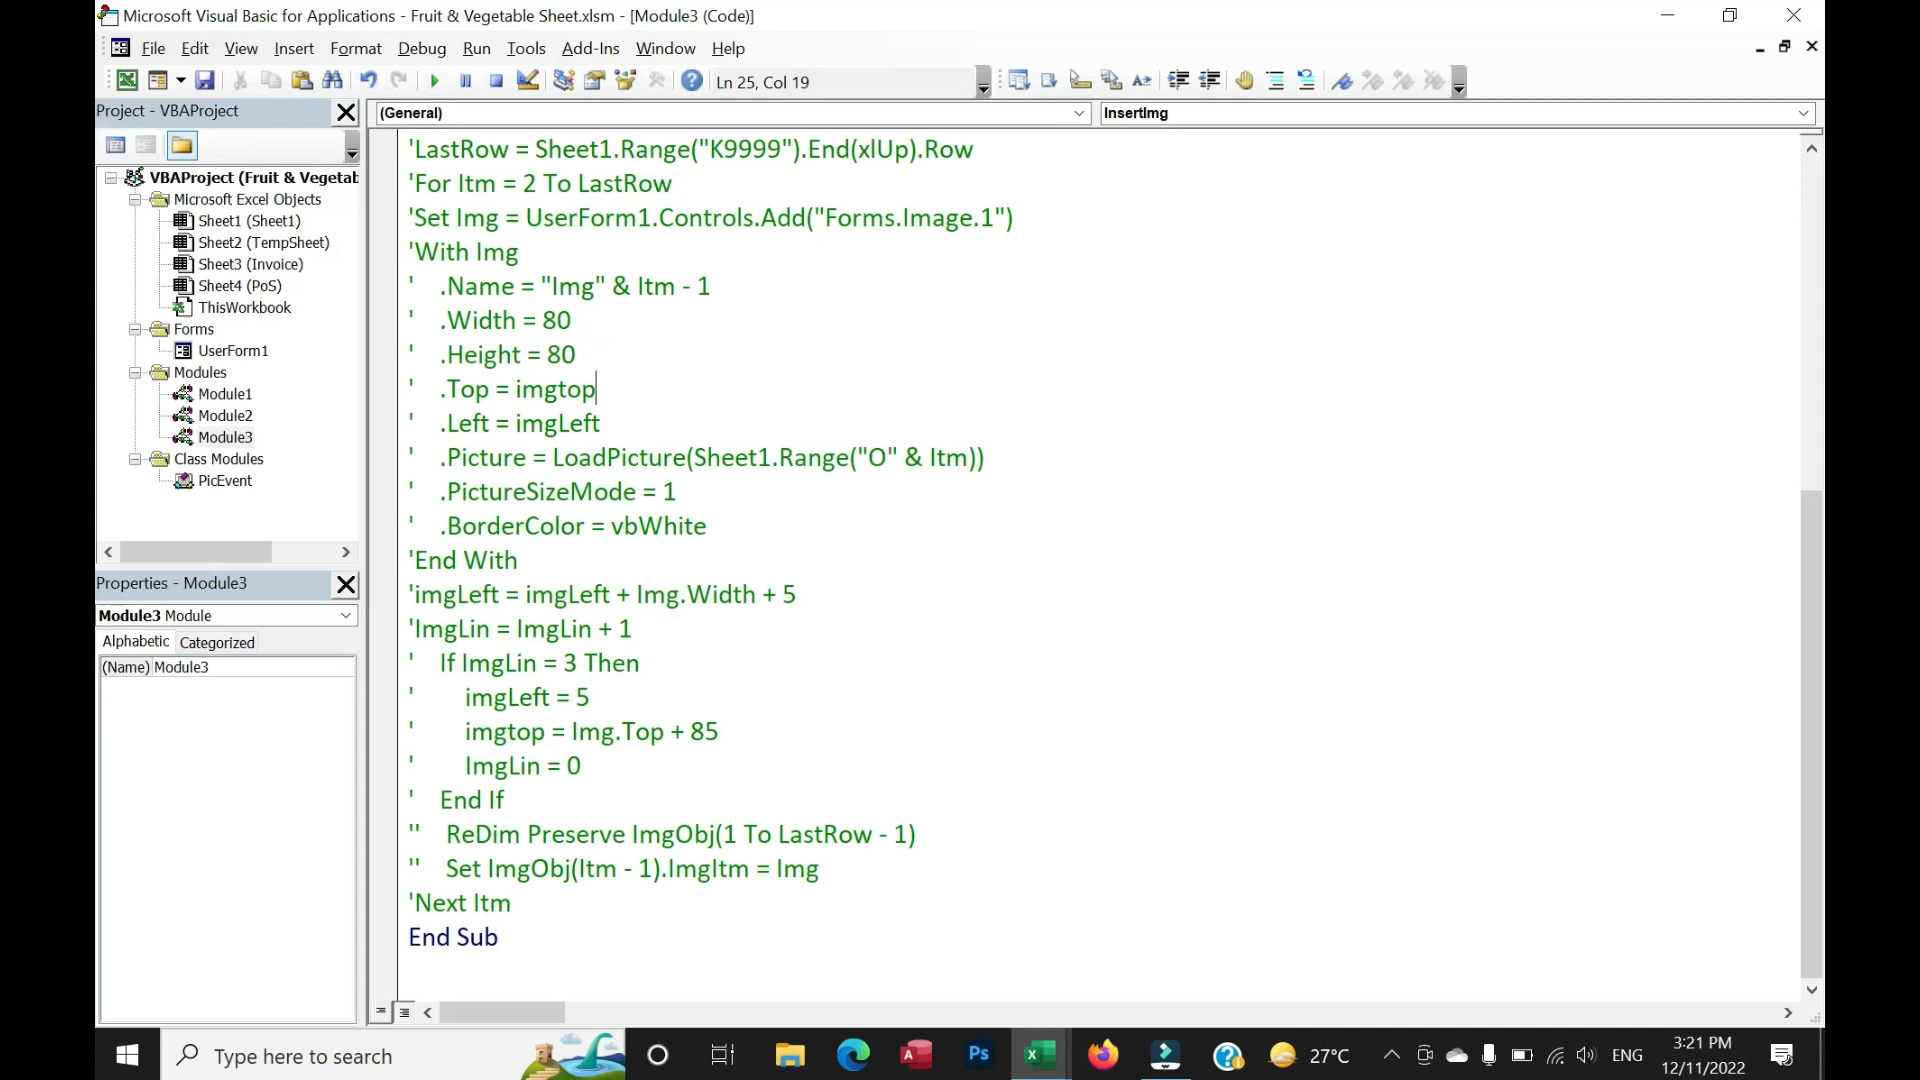 Microsoft Visual Basic for Applications - Fruit & Vegetable Sheet.xlsm - [Module3 (Code)]
File Edit View Insert Format Debug Run Tools Add-Ins Window Help
Ln 25, Col 19
Project - VBAProject
(General)
InsertImg
VBAProject (Fruit & Vegetab
Microsoft Excel Objects
Sheet1 (Sheet1)
Sheet2 (TempSheet)
Sheet3 (Invoice)
Sheet4 (PoS)
ThisWorkbook
Forms
UserForm1
Modules
Module1
Module2
Module3
Class Modules
PicEvent
Properties - Module3
Module3 Module
Alphabetic Categorized
(Name) Module3
'LastRow = Sheet1.Range("K9999").End(xlUp).Row
'For Itm = 2 To LastRow
'Set Img = UserForm1.Controls.Add("Forms.Image.1")
'With Img
'    .Name = "Img" & Itm - 1
'    .Width = 80
'    .Height = 80
'    .Top = imgtop
'    .Left = imgLeft
'    .Picture = LoadPicture(Sheet1.Range("O" & Itm))
'    .PictureSizeMode = 1
'    .BorderColor = vbWhite
'End With
'imgLeft = imgLeft + Img.Width + 5
'ImgLin = ImgLin + 1
'    If ImgLin = 3 Then
'        imgLeft = 5
'        imgtop = Img.Top + 85
'        ImgLin = 0
'    End If
''    ReDim Preserve ImgObj(1 To LastRow - 1)
''    Set ImgObj(Itm - 1).ImgItm = Img
'Next Itm
End Sub
Type here to search
27°C
ENG
3:21 PM
12/11/2022